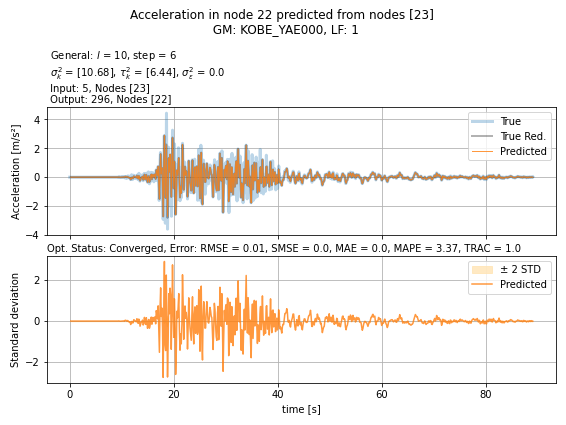 Acceleration in node 22 predicted from nodes [23]
GM: KOBE_YAE000, LF: 1
General: l = 10, step = 6
σ²ₖ = [10.68], τ²ₖ = [6.44], σ²ε = 0.0
Input: 5, Nodes [23]
Output: 296, Nodes [22]
Acceleration [m/s²]
4
2
0
−2
−4
True
True Red.
Predicted
Opt. Status: Converged, Error: RMSE = 0.01, SMSE = 0.0, MAE = 0.0, MAPE = 3.37, TRAC = 1.0
Standard deviation
2
0
−2
± 2 STD
Predicted
0 20 40 60 80
time [s]